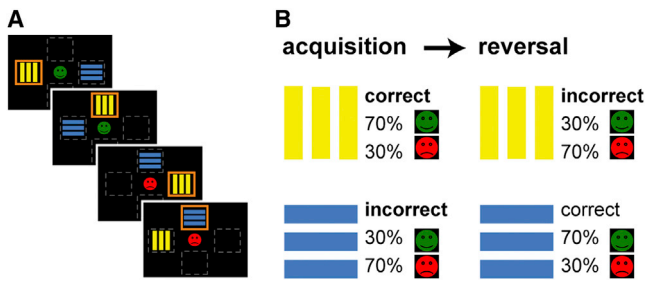 A
B
acquisition → reversal
correct
70%
30%
incorrect
30%
70%
incorrect
30%
70%
correct
70%
30%